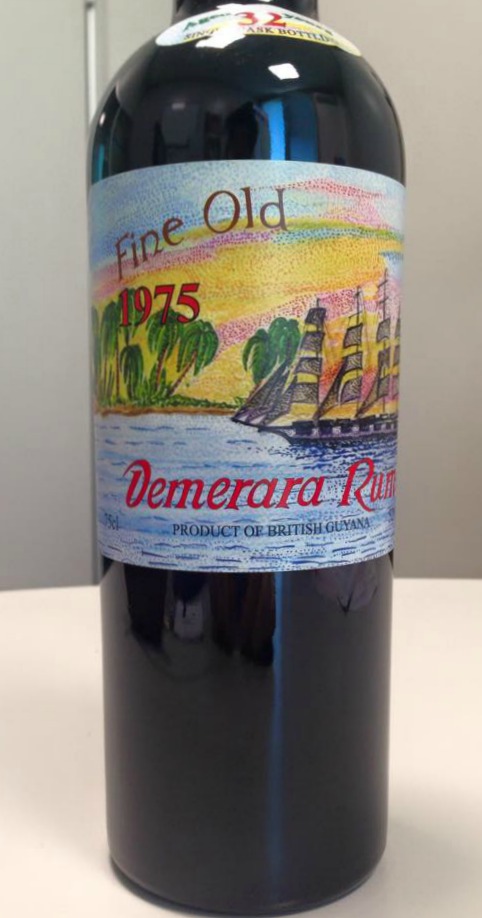 32
Fine Old
1975
Demerara Rum
PRODUCT OF BRITISH GUYANA